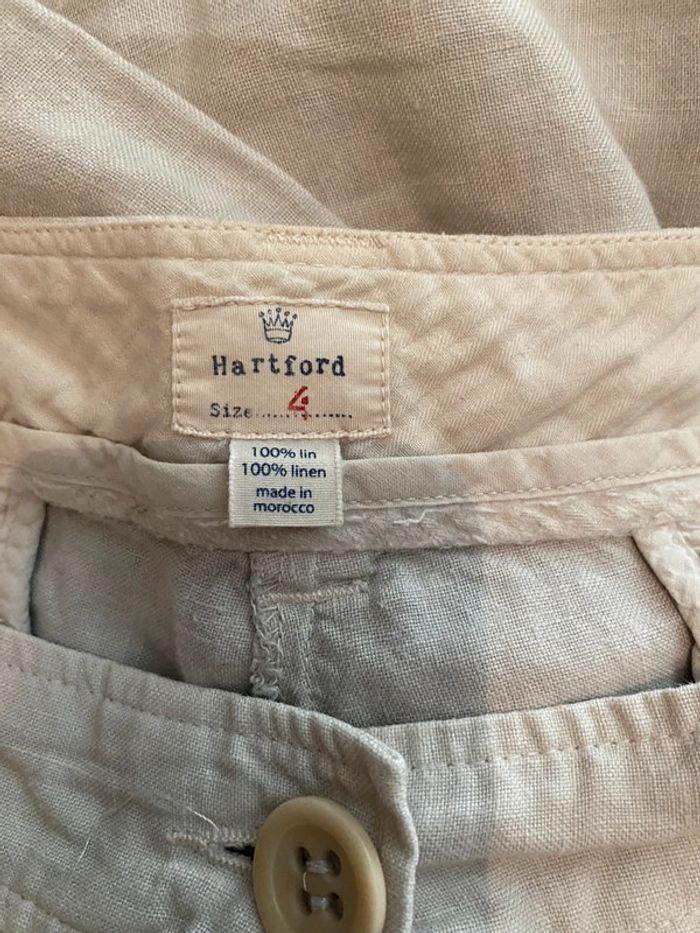 Hartford
Size 4
100% lin
100% linen
made in
morocco